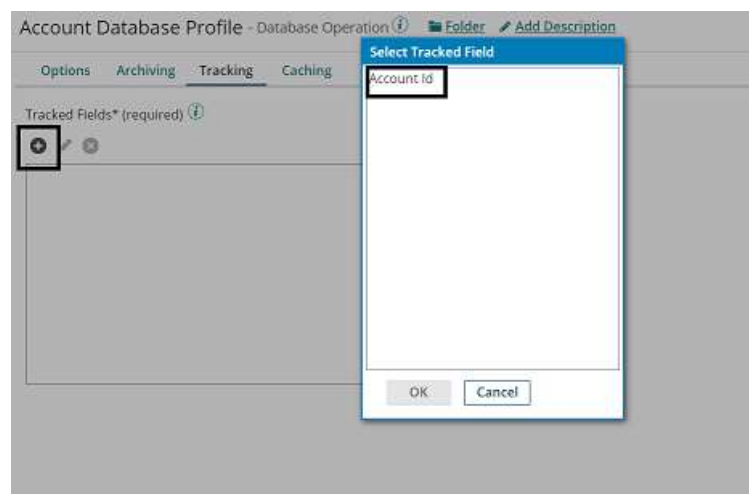 Account Database Profile - Database Operation i Folder Add Description
Select Tracked Field
Options Archiving Tracking Caching
Account Id
Tracked Fields* (required) i
OK Cancel